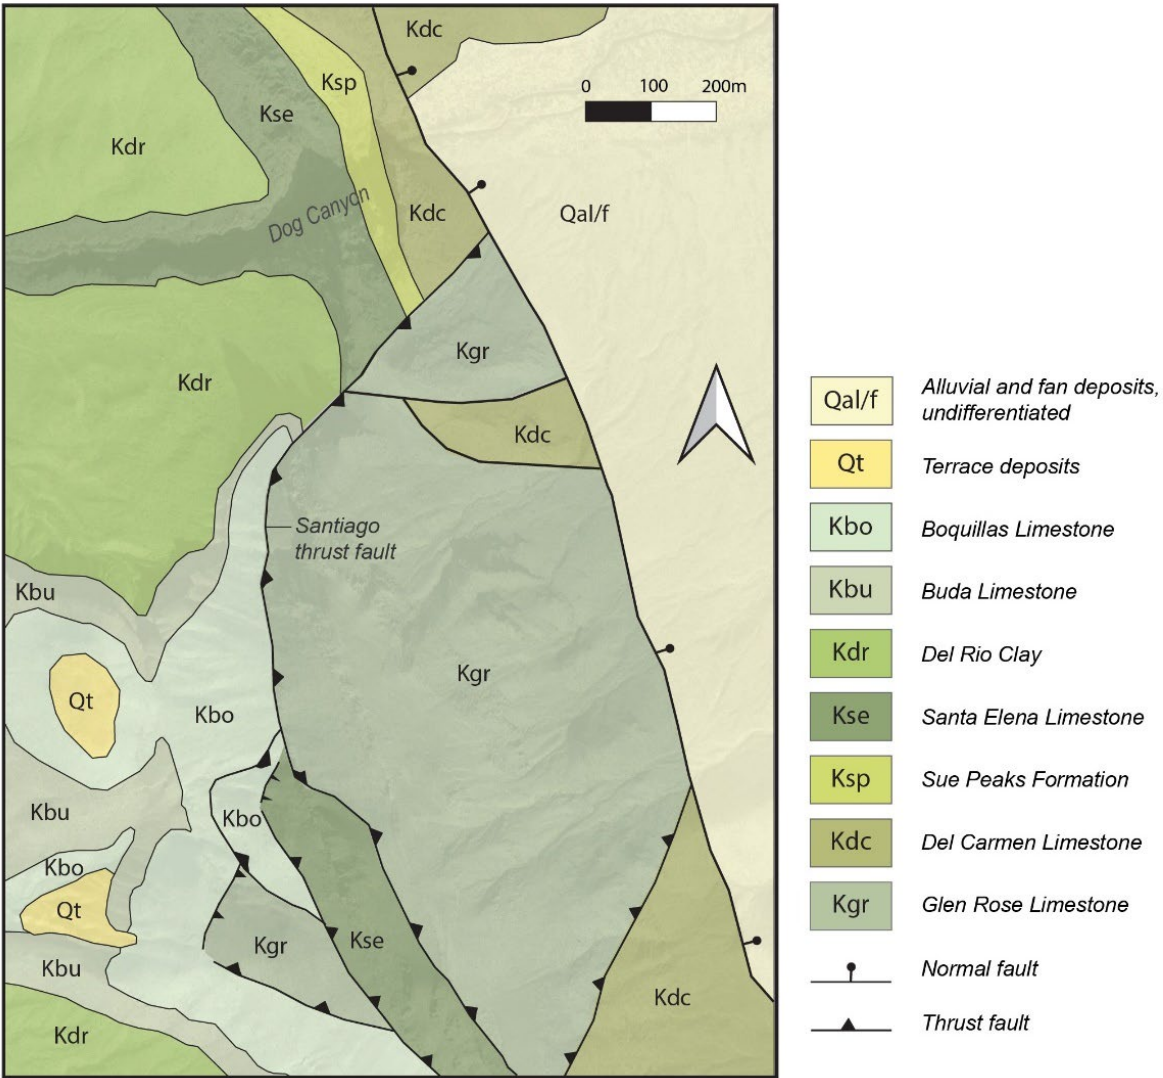 Kdc
Ksp
0 100 200m
Kse
Kdr
Dog Canyon
Kdc
Qal/f
Kgr
Kdr
Kdc
Santiago
thrust fault
Kbu
Kgr
Qt
Kbo
Kbu
Kbo
Kbo
Qt
Kgr
Kse
Kbu
Kdc
Kdr
Qal/f Alluvial and fan deposits,
undifferentiated
Qt Terrace deposits
Kbo Boquillas Limestone
Kbu Buda Limestone
Kdr Del Rio Clay
Kse Santa Elena Limestone
Ksp Sue Peaks Formation
Kdc Del Carmen Limestone
Kgr Glen Rose Limestone
Normal fault
Thrust fault